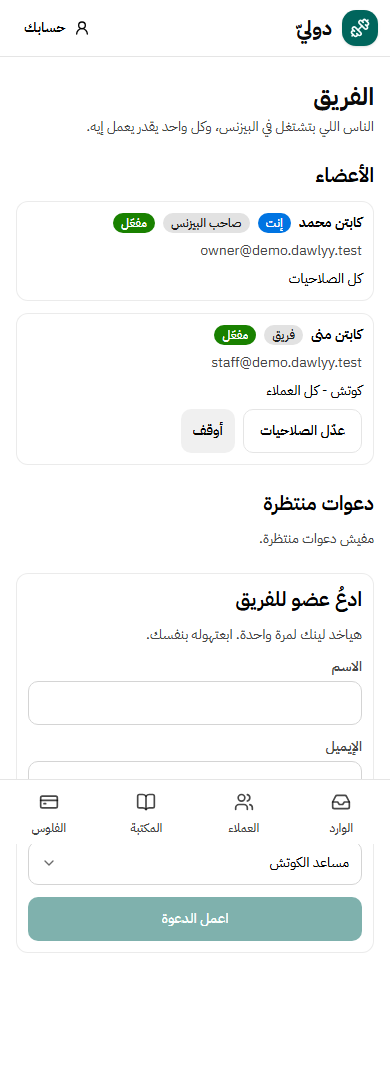 دوليّ
حسابك
الفريق
الناس اللي بتشتغل في البيزنس، وكل واحد يقدر يعمل إيه.
الأعضاء
كابتن محمد إنت صاحب البيزنس مفعّل
owner@demo.dawlyy.test
كل الصلاحيات
كابتن منى فريق مفعّل
staff@demo.dawlyy.test
كوتش - كل العملاء
عدّل الصلاحيات
أوقف
دعوات منتظرة
مفيش دعوات منتظرة.
ادعُ عضو للفريق
هياخد لينك لمرة واحدة. ابعتهوله بنفسك.
الاسم
الإيميل
الوارد
العملاء
المكتبة
الفلوس
مساعد الكوتش
اعمل الدعوة